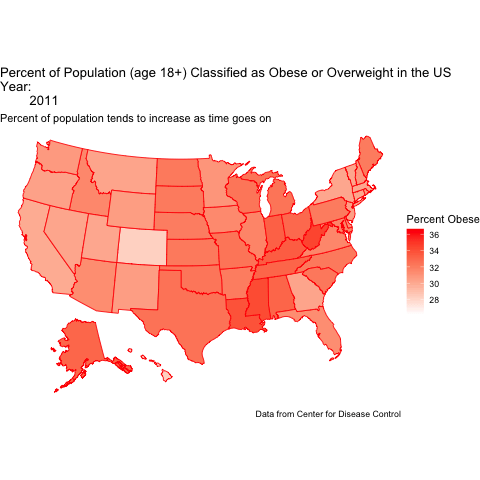 Percent of Population (age 18+) Classified as Obese or Overweight in the US
Year:
2011
Percent of population tends to increase as time goes on
Percent Obese
36
34
32
30
28
Data from Center for Disease Control